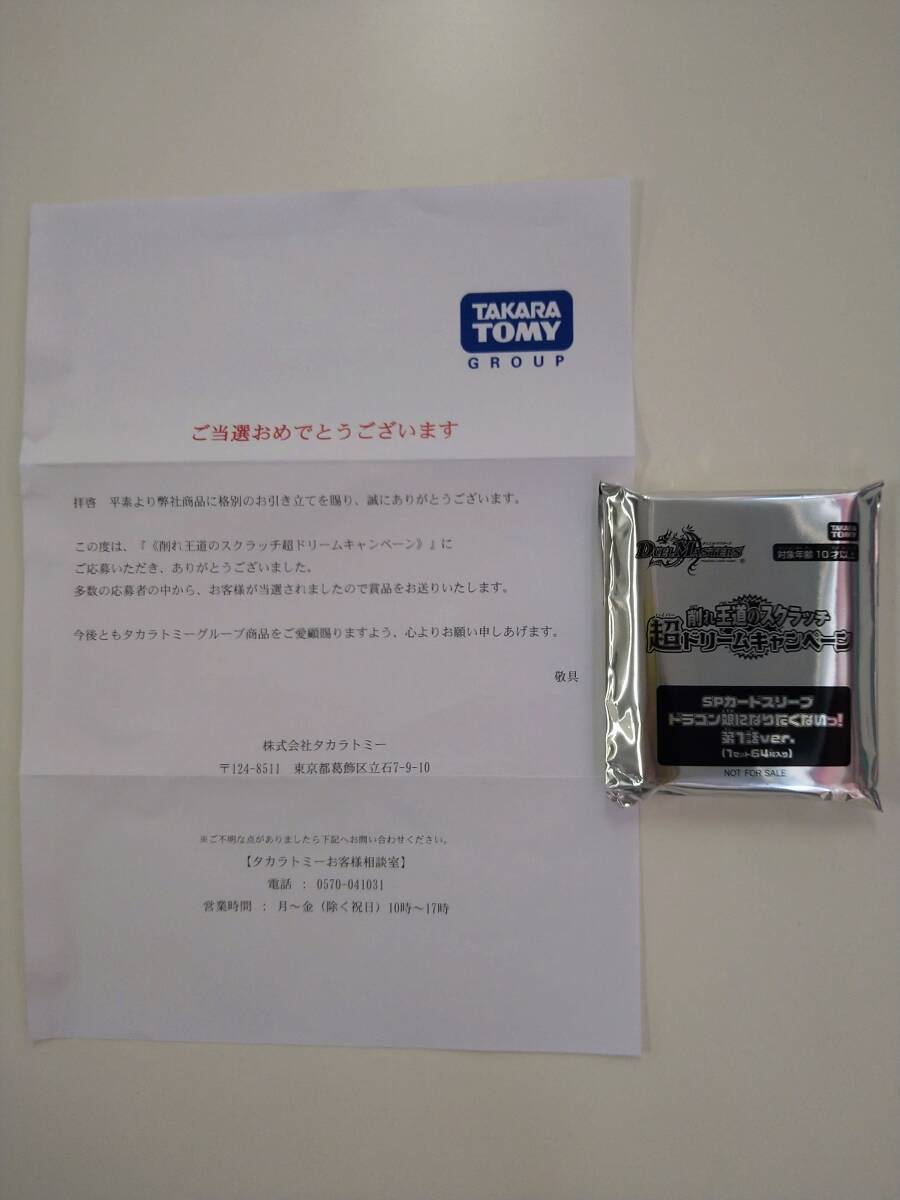 TAKARA
TOMY
GROUP
ご当選おめでとうございます
拝啓　平素より弊社商品に格別のお引き立てを賜り、誠にありがとうございます。
この度は、『《削れ王道のスクラッチ超ドリームキャンペーン》』に
ご応募いただき、ありがとうございました。
多数の応募者の中から、お客様が当選されましたので賞品をお送りいたします。
今後ともタカラトミーグループ商品をご愛顧賜りますよう、心よりお願い申しあげます。
敬具
株式会社タカラトミー
〒124-8511　東京都葛飾区立石7-9-10
※ご不明な点がありましたら下記へお問い合わせください。
【タカラトミーお客様相談室】
電話 ： 0570-041031
営業時間 ： 月～金（除く祝日）10時～17時
TAKARA
TOMY
DUEL MASTERS
対象年齢 10才以上
削れ王道のスクラッチ
超ドリームキャンペーン
SPカードスリーブ
ドラゴン娘になりたくないっ!
第1話ver.
(1セット64枚入り)
NOT FOR SALE